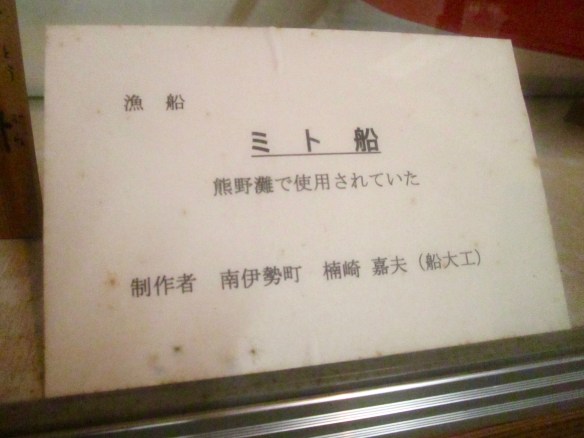 漁 船
ミ ト 船
熊野灘で使用されていた
制作者 南伊勢町 楠崎 嘉夫(船大工)